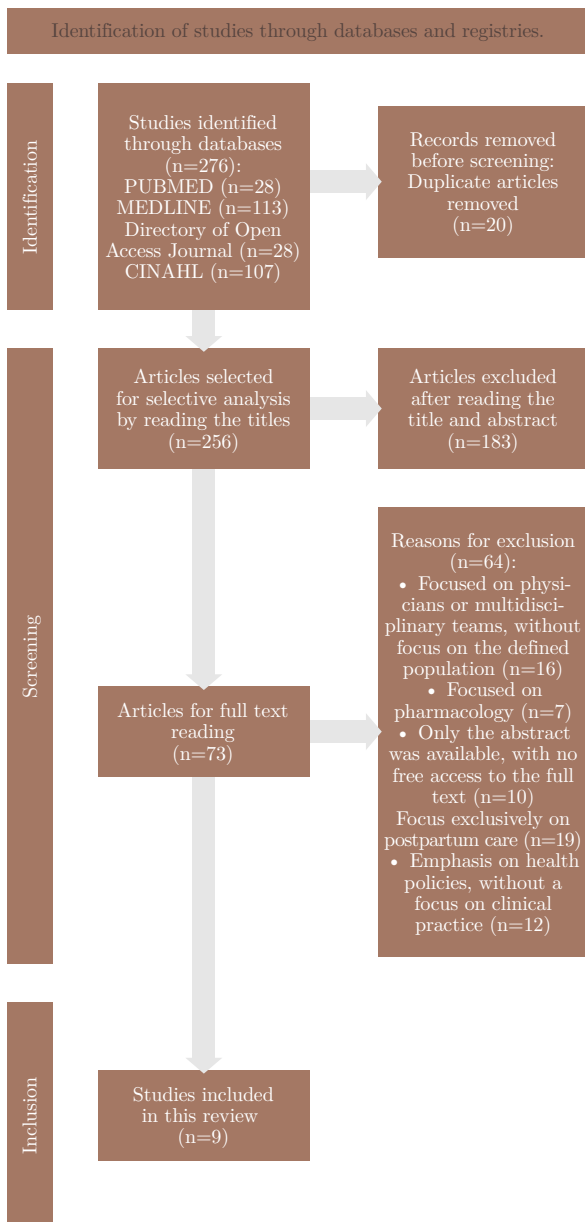 Identification of studies through databases and registries.
Identification
Studies identified
through databases
(n=276):
PUBMED (n=28)
MEDLINE (n=113)
Directory of Open
Access Journal (n=28)
CINAHL (n=107)
Records removed
before screening:
Duplicate articles
removed
(n=20)
Screening
Articles selected
for selective analysis
by reading the titles
(n=256)
Articles excluded
after reading the
title and abstract
(n=183)
Articles for full text
reading
(n=73)
Reasons for exclusion
(n=64):
• Focused on physi-
cians or multidisci-
plinary teams, without
focus on the defined
population (n=16)
• Focused on
pharmacology (n=7)
• Only the abstract
was available, with no
free access to the full
text (n=10)
Focus exclusively on
postpartum care (n=19)
• Emphasis on health
policies, without a
focus on clinical
practice (n=12)
Inclusion
Studies included
in this review
(n=9)